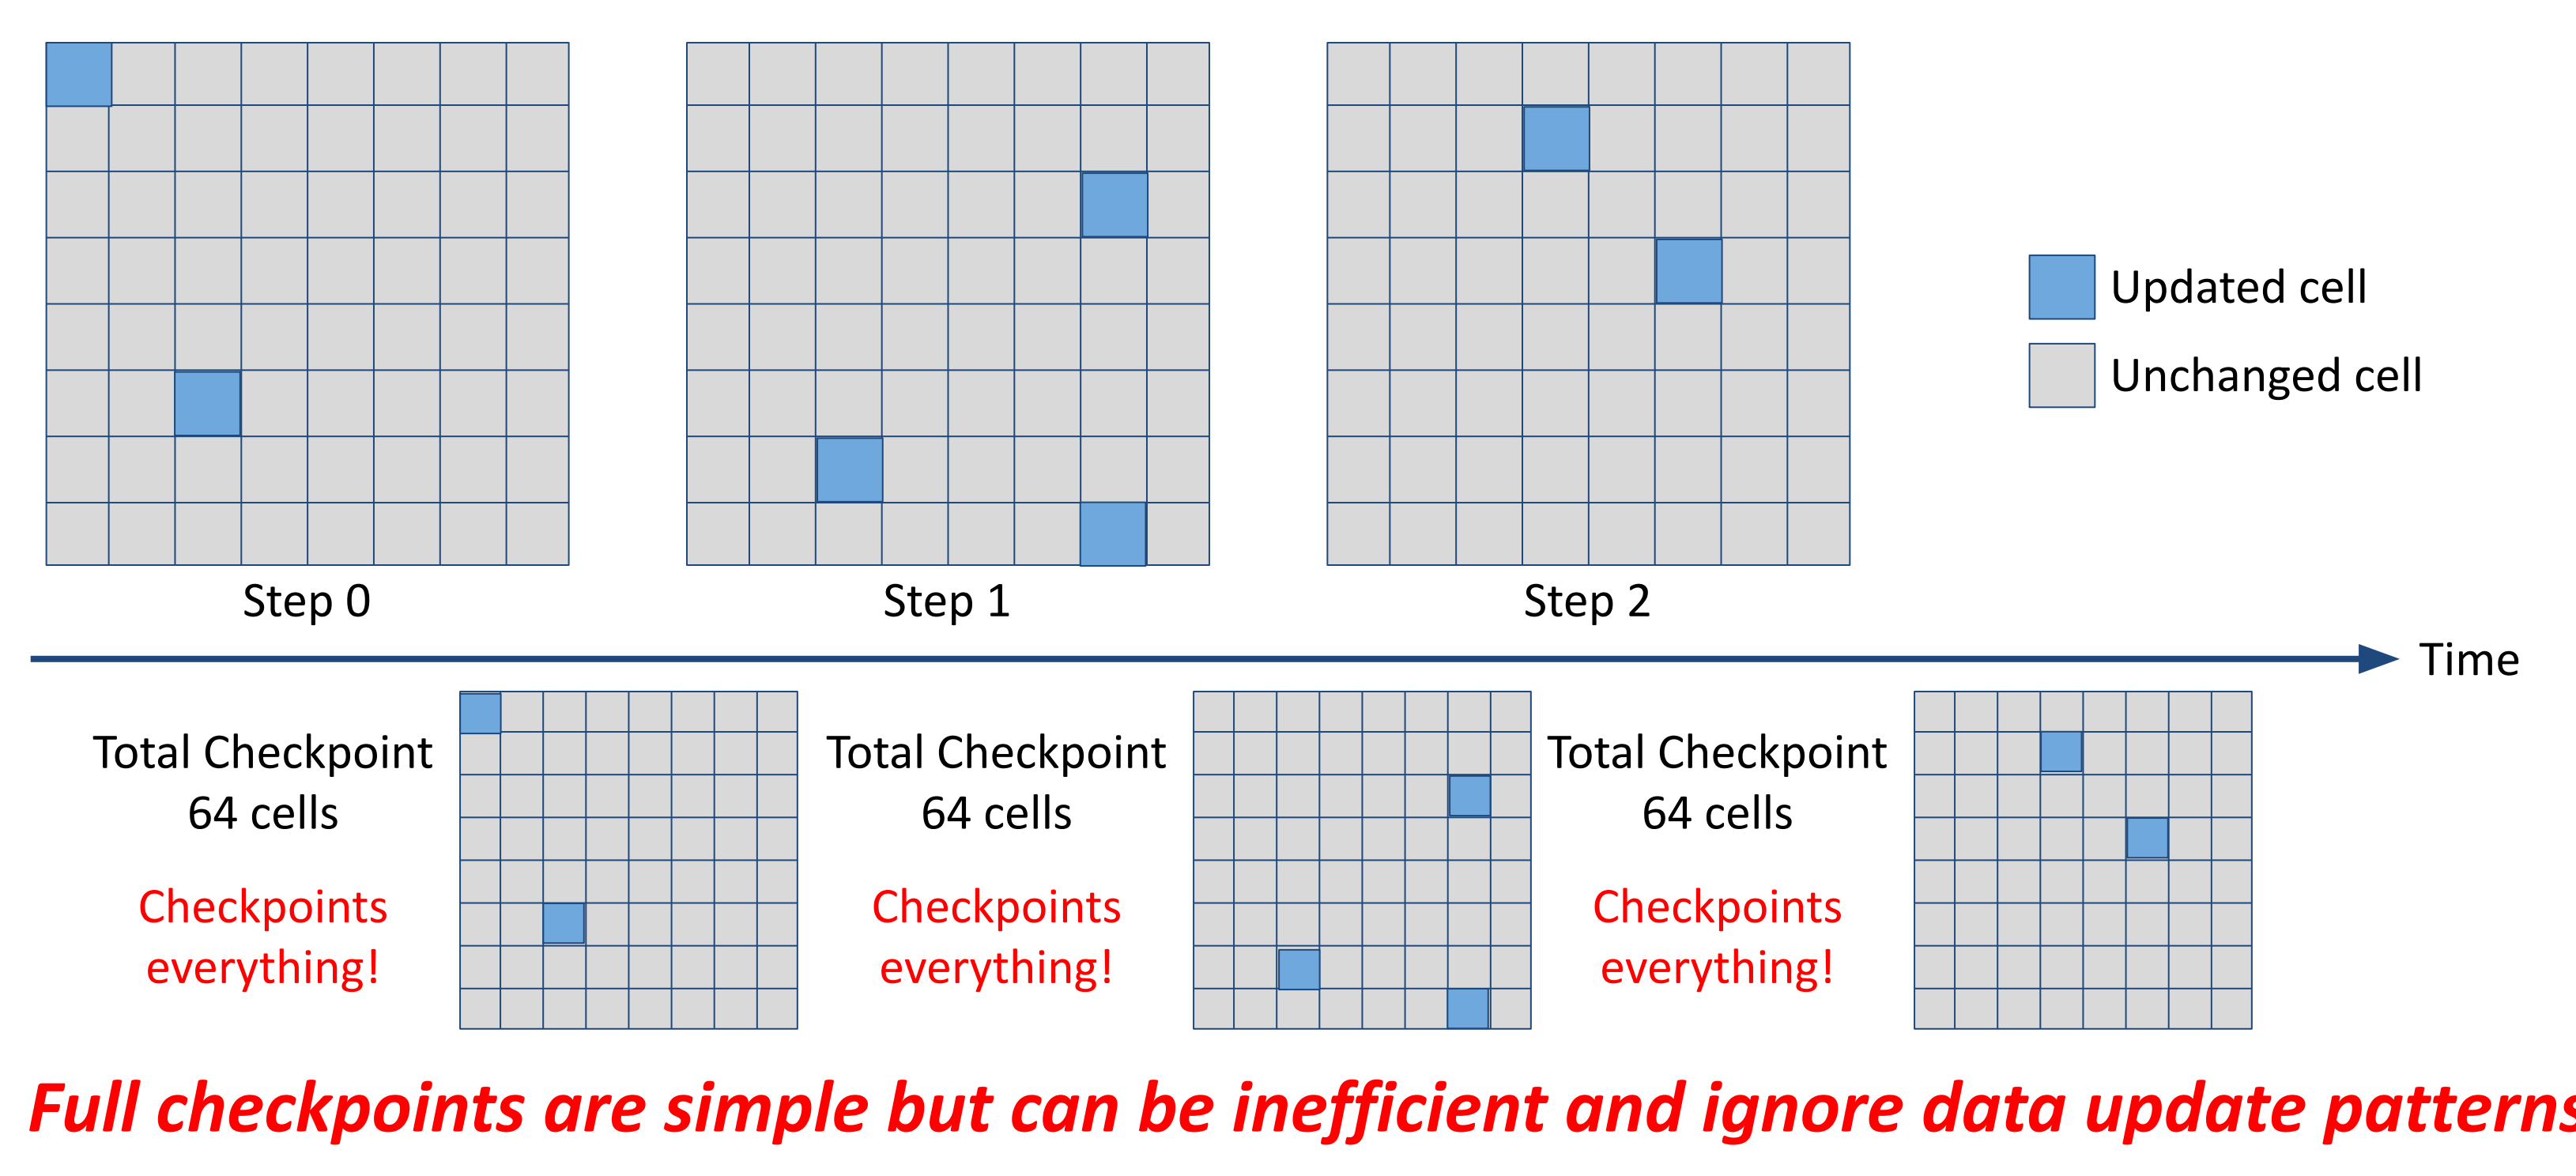 Updated cell
Unchanged cell
Step 0
Step 1
Step 2
Time
Total Checkpoint
64 cells
Checkpoints
everything!
Total Checkpoint
64 cells
Checkpoints
everything!
Total Checkpoint
64 cells
Checkpoints
everything!
Full checkpoints are simple but can be inefficient and ignore data update patterns